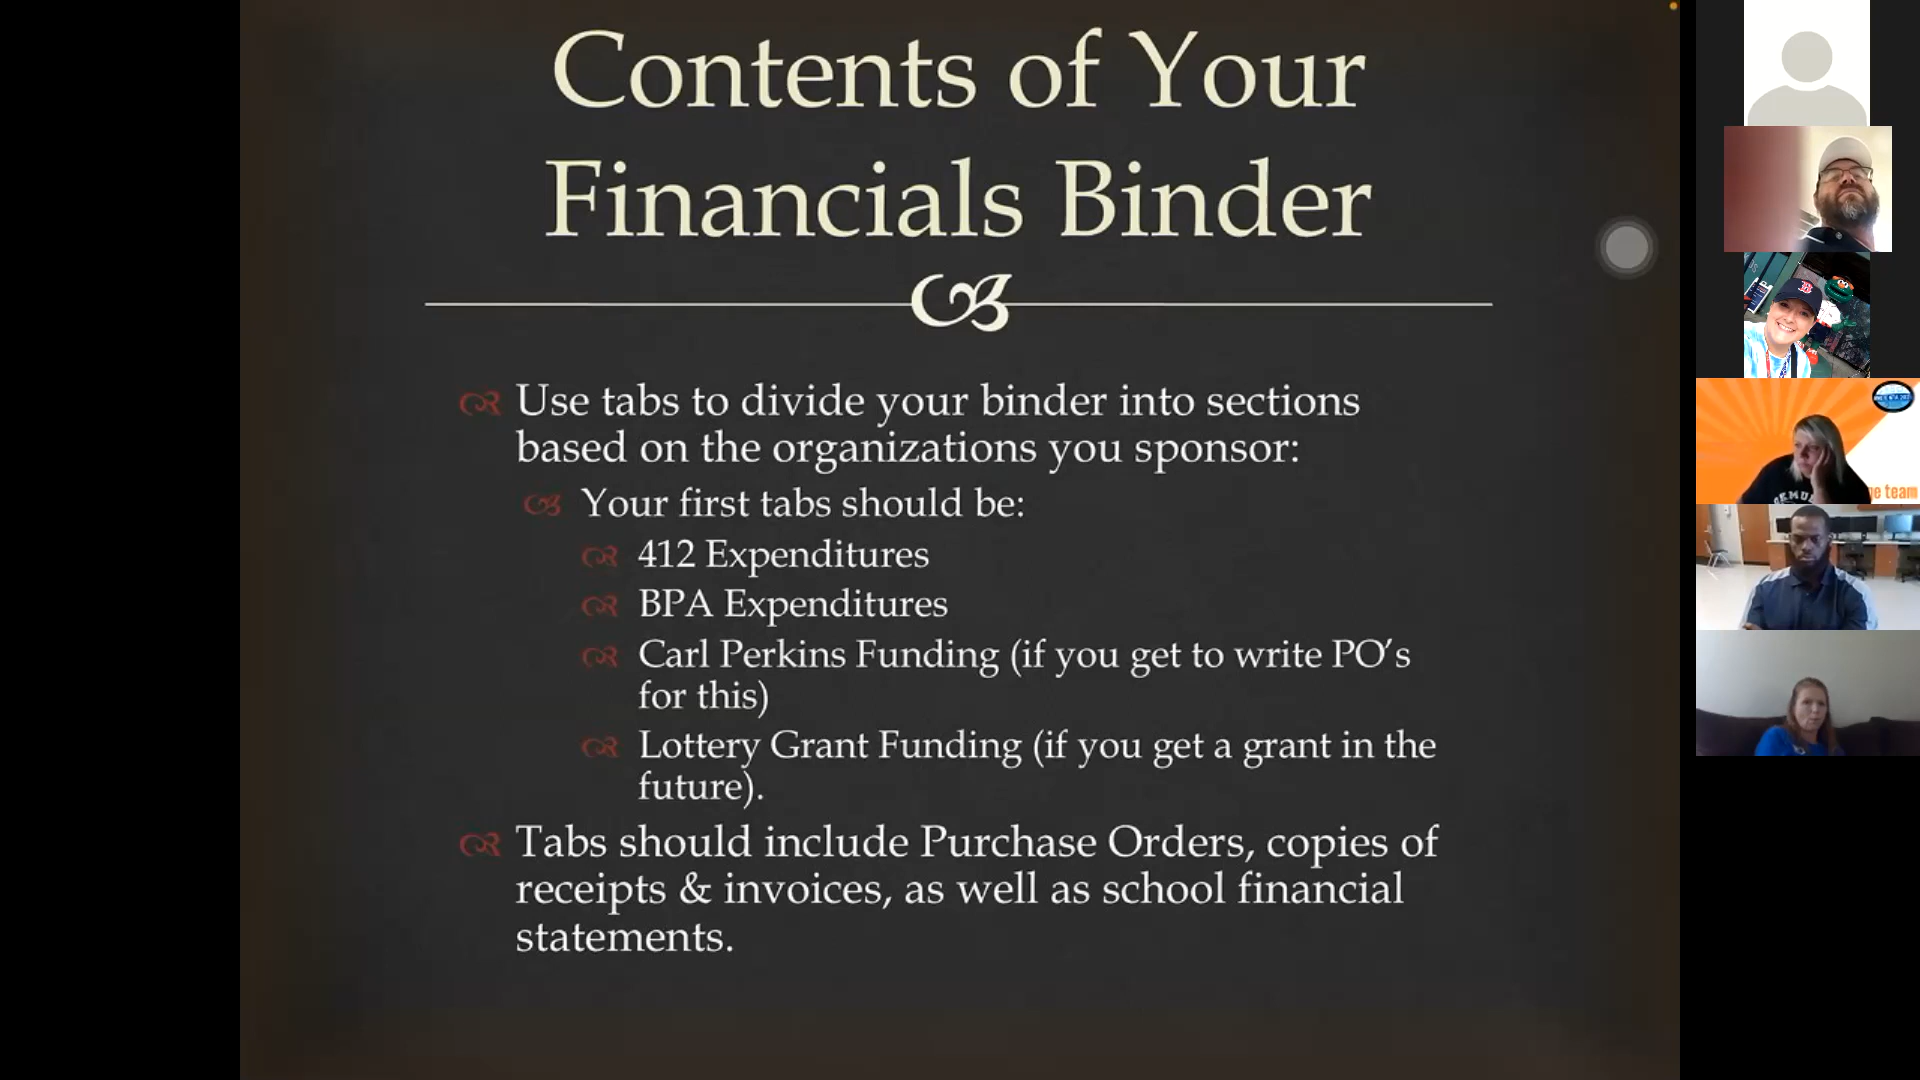 Contents of Your
Financials Binder
Use tabs to divide your binder into sections
based on the organizations you sponsor:
Your first tabs should be:
412 Expenditures
BPA Expenditures
Carl Perkins Funding (if you get to write PO’s
for this)
Lottery Grant Funding (if you get a grant in the
future).
Tabs should include Purchase Orders, copies of
receipts & invoices, as well as school financial
statements.
B
team